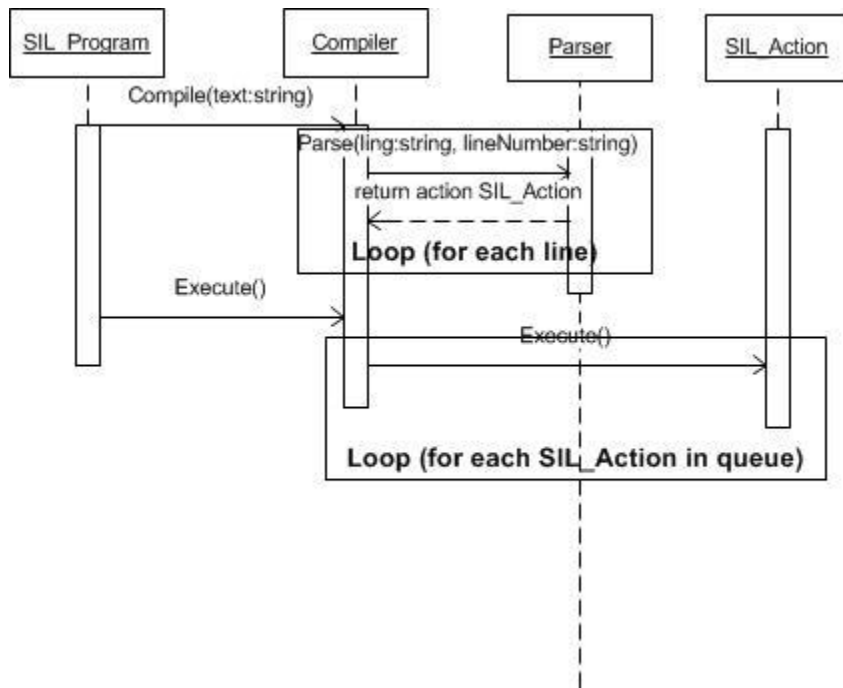 SIL_Program
Compiler
Parser
SIL_Action
Compile(text:string)
Parse(ling:string, lineNumber:string)
return action SIL_Action
Loop (for each line)
Execute()
Execute()
Loop (for each SIL_Action in queue)